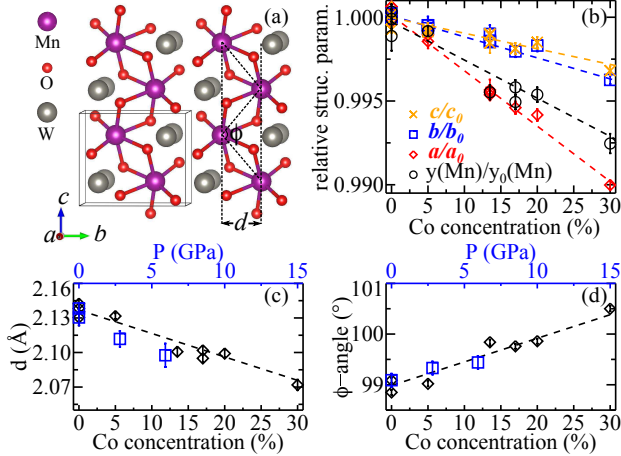 (a)
Mn
O
W
ϕ
d
c
a
b
(b)
relative struc. param.
1.000
0.995
0.990
c/c0
b/b0
a/a0
y(Mn)/y0(Mn)
0 5 10 15 20 25 30
Co concentration (%)
P (GPa)
0 5 10 15
(c)
d (Å)
2.16
2.13
2.10
2.07
0 5 10 15 20 25 30
Co concentration (%)
P (GPa)
0 5 10 15
(d)
ϕ−angle (°)
101
100
99
0 5 10 15 20 25 30
Co concentration (%)